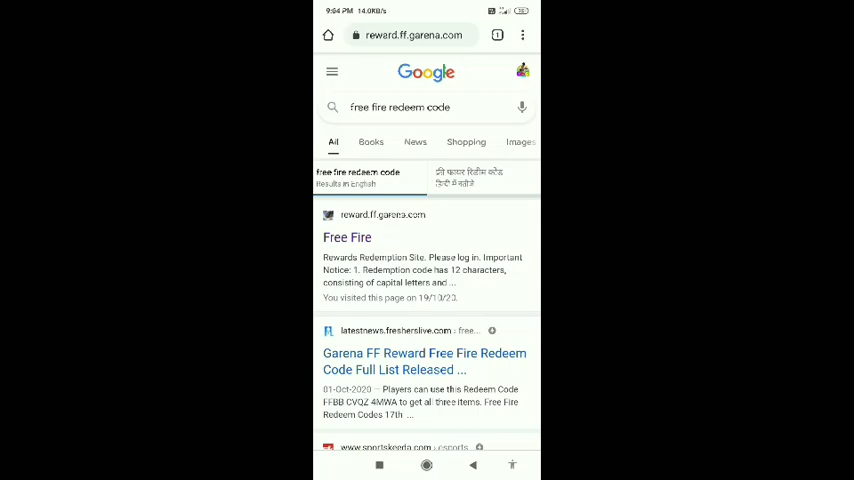 9:04 PM 14.0KB/s
reward.ff.garena.com
1
Google
free fire redeem code
All Books News Shopping Images
free fire redeem code
Results in English
फ्री फायर रिडीम कोड
हिन्दी में नतीजे
reward.ff.garena.com
Free Fire
Rewards Redemption Site. Please log in. Important
Notice: 1. Redemption code has 12 characters,
consisting of capital letters and ...
You visited this page on 19/10/20.
latestnews.fresherslive.com › free...
Garena FF Reward Free Fire Redeem
Code Full List Released ...
01-Oct-2020 — Players can use this Redeem Code
FFBB CVQZ 4MWA to get all three items. Free Fire
Redeem Codes 17th ...
www.sportskeeda.com › esports